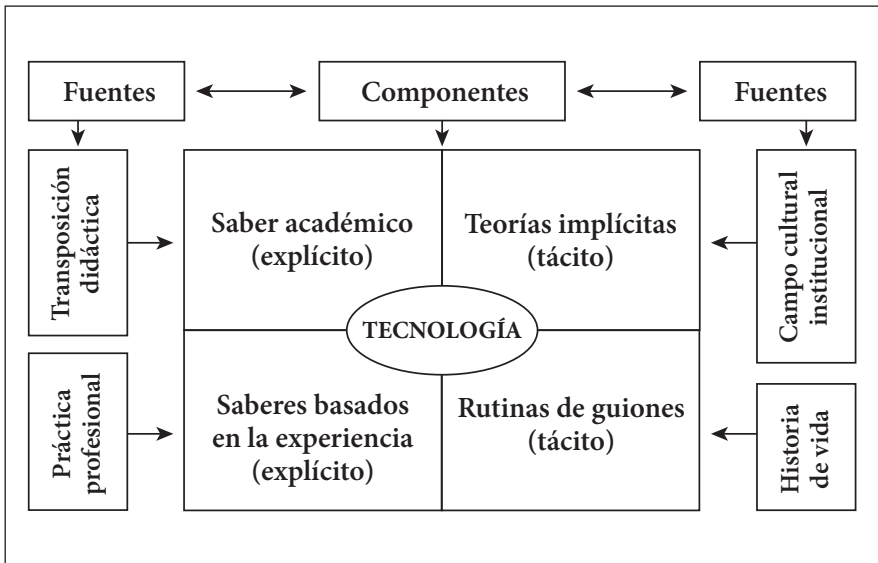 Fuentes
Componentes
Fuentes
Transposición
didáctica
Saber académico
(explícito)
Teorías implícitas
(tácito)
Campo cultural
institucional
TECNOLOGÍA
Práctica
profesional
Saberes basados
en la experiencia
(explícito)
Rutinas de guiones
(tácito)
Historia
de vida